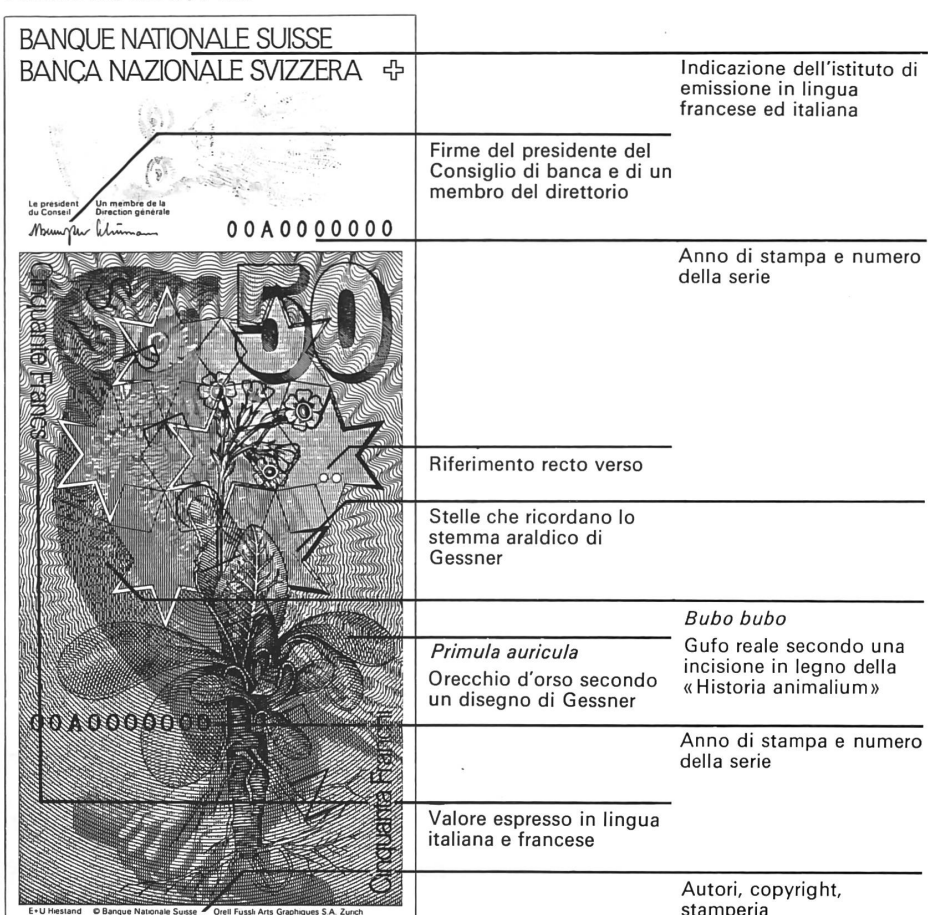 BANQUE NATIONALE SUISSE
BANCA NAZIONALE SVIZZERA
Indicazione dell'istituto di
emissione in lingua
francese ed italiana
Firme del presidente del
Consiglio di banca e di un
membro del direttorio
Le président
du Conseil
Un membre de la
Direction générale
00A0000000
Anno di stampa e numero
della serie
50
Cinquante Francs
Riferimento recto verso
Stelle che ricordano lo
stemma araldico di
Gessner
Bubo bubo
Gufo reale secondo una
incisione in legno della
«Historia animalium»
Primula auricula
Orecchio d'orso secondo
un disegno di Gessner
00A0000000
Anno di stampa e numero
della serie
Cinquanta Franchi
Valore espresso in lingua
italiana e francese
Autori, copyright,
stamperia
E+U Hiestand © Banque Nationale Suisse Orell Füssli Arts Graphiques S.A. Zurich